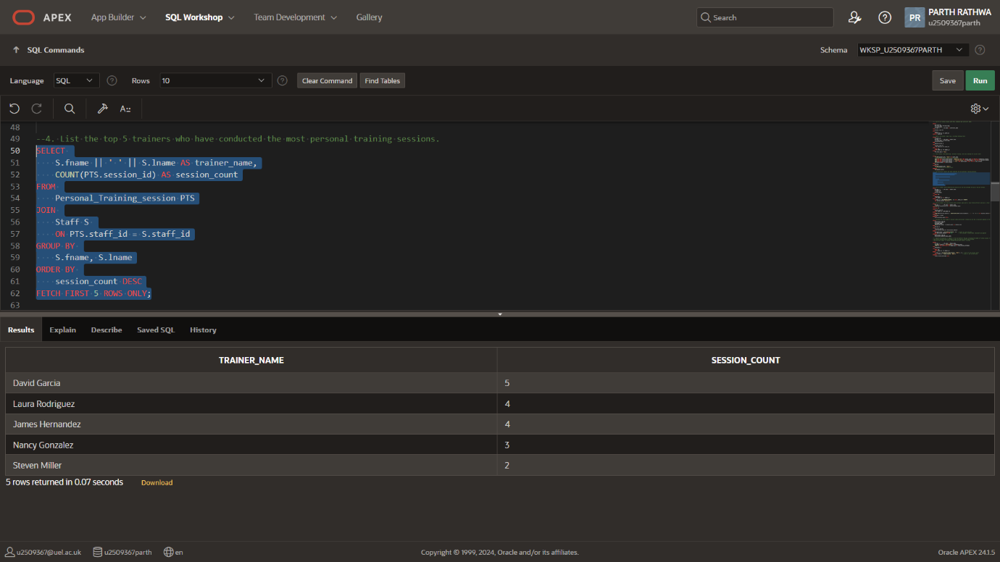 APEX App Builder SQL Workshop Team Development Gallery Search PR PARTH RATHWA
u2509367parth
SQL Commands Schema WKSP_U2509367PARTH
Language SQL Rows 10 Clear Command Find Tables Save Run
A::
48
49 --4. List the top 5 trainers who have conducted the most personal training sessions.
50 SELECT
51 S.fname || ' ' || S.lname AS trainer_name,
52 COUNT(PTS.session_id) AS session_count
53 FROM
54 Personal_Training_session PTS
55 JOIN
56 Staff S
57 ON PTS.staff_id = S.staff_id
58 GROUP BY
59 S.fname, S.lname
60 ORDER BY
61 session_count DESC
62 FETCH FIRST 5 ROWS ONLY;
63
Results Explain Describe Saved SQL History
TRAINER_NAME SESSION_COUNT
David Garcia 5
Laura Rodriguez 4
James Hernandez 4
Nancy Gonzalez 3
Steven Miller 2
5 rows returned in 0.07 seconds Download
u2509367@uel.ac.uk u2509367parth en Copyright © 1999, 2024, Oracle and/or its affiliates. Oracle APEX 24.1.5